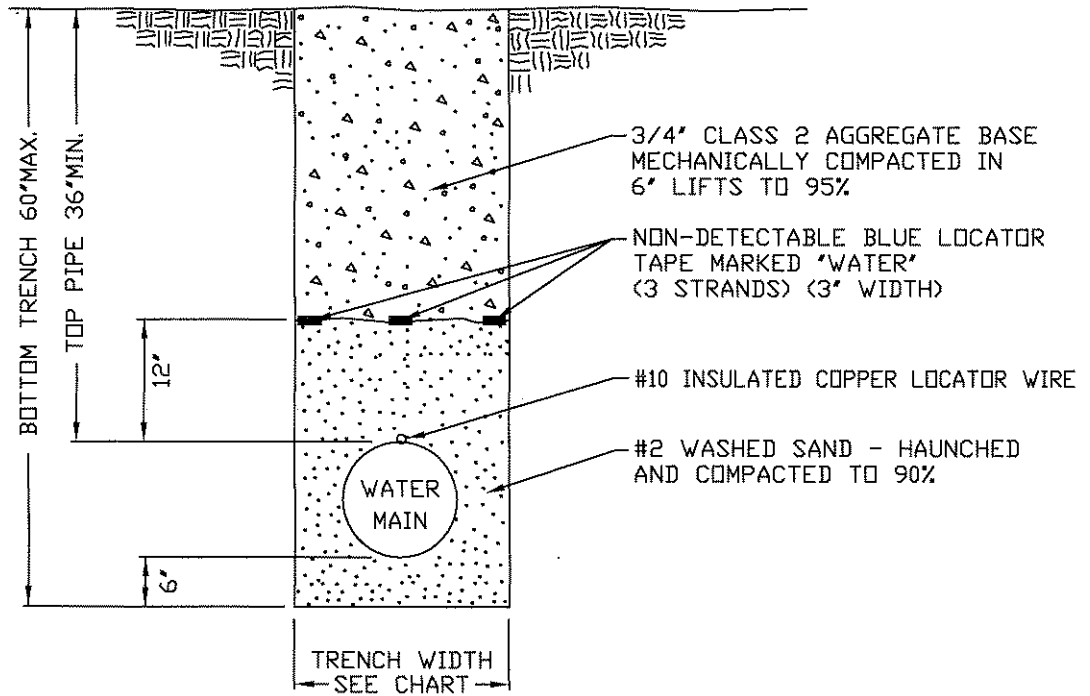 BOTTOM TRENCH 60"MAX.
TOP PIPE 36"MIN.
3/4" CLASS 2 AGGREGATE BASE
MECHANICALLY COMPACTED IN
6" LIFTS TO 95%
NON-DETECTABLE BLUE LOCATOR
TAPE MARKED "WATER"
(3 STRANDS) (3" WIDTH)
12"
#10 INSULATED COPPER LOCATOR WIRE
#2 WASHED SAND - HAUNCHED
AND COMPACTED TO 90%
WATER
MAIN
6"
TRENCH WIDTH
SEE CHART